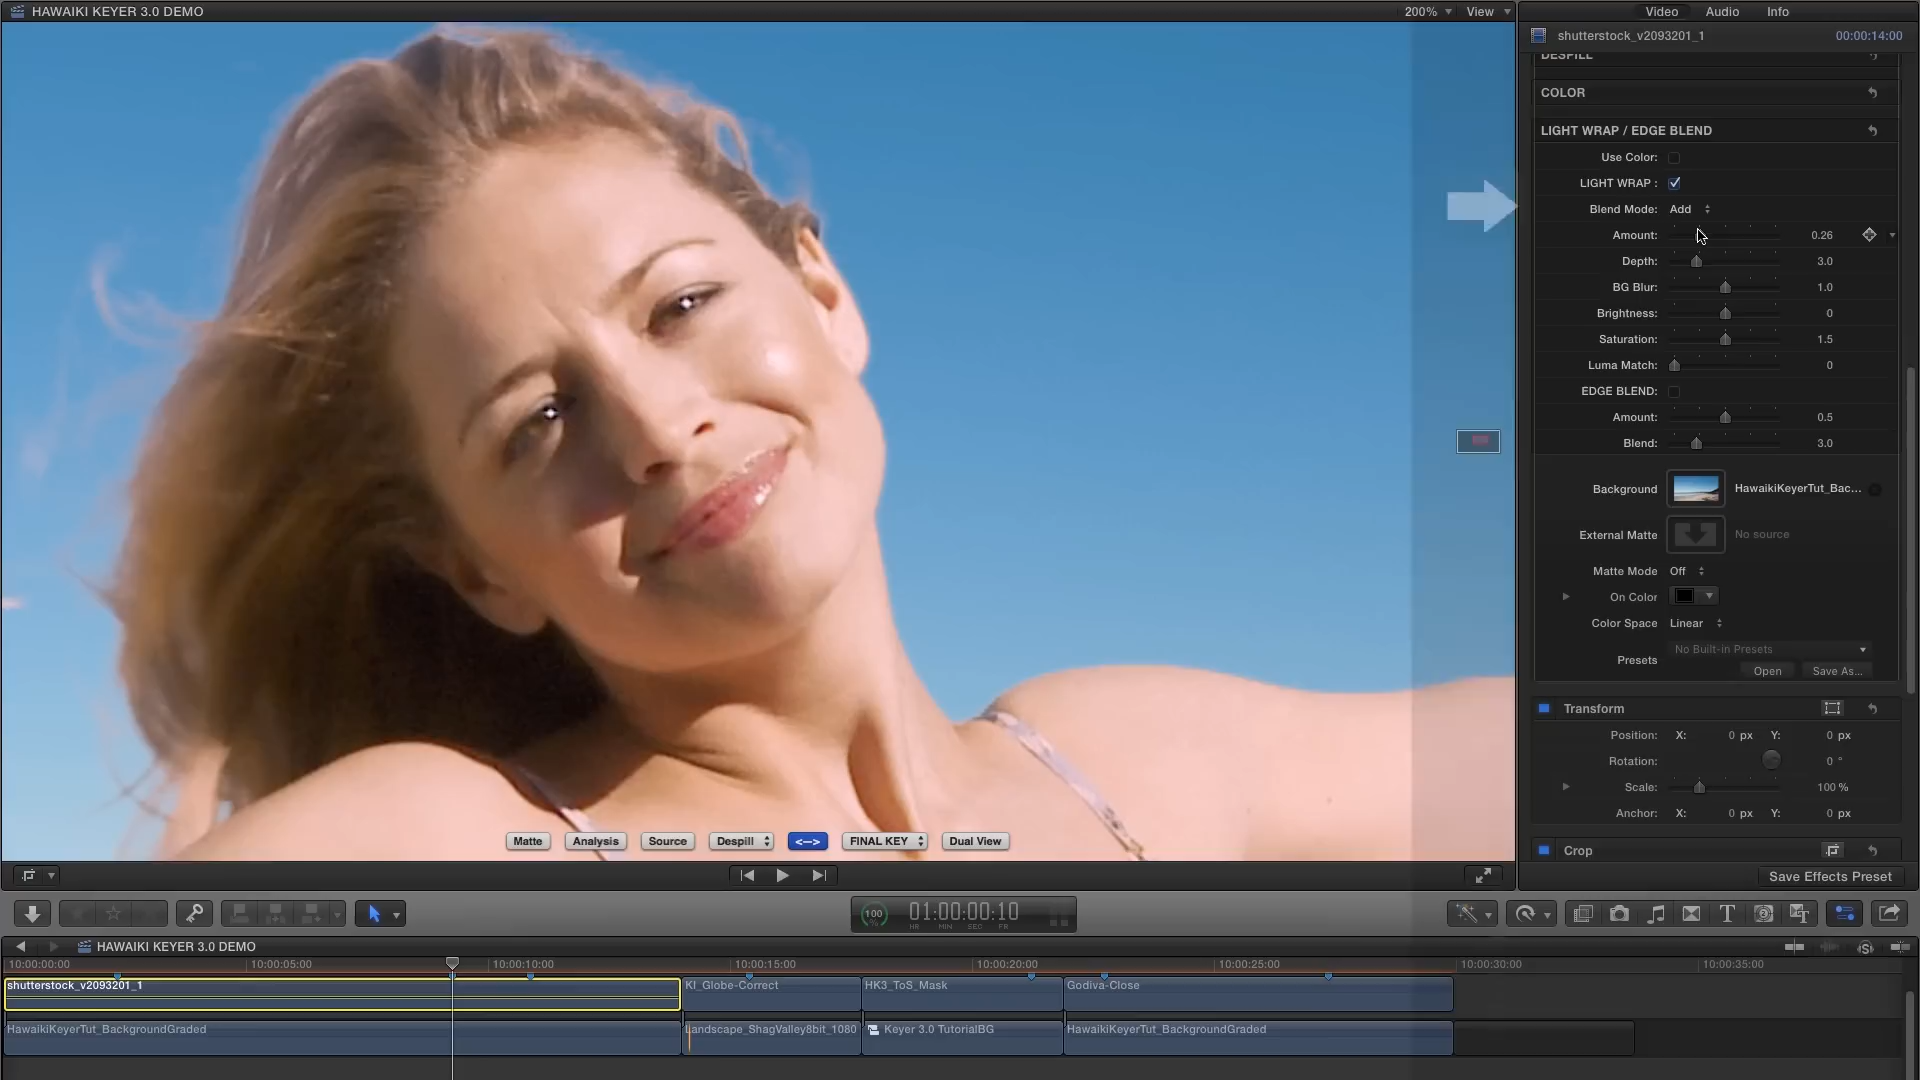 HAWAIKI KEYER 3.0 DEMO
200%
View
Video
Audio
Info
shutterstock_v2093201_1
00:00:14:00
DESPILL
COLOR
LIGHT WRAP / EDGE BLEND
Use Color:
LIGHT WRAP :
Blend Mode: Add
Amount: 0.26
Depth: 3.0
BG Blur: 1.0
Brightness: 0
Saturation: 1.5
Luma Match: 0
EDGE BLEND:
Amount: 0.5
Blend: 3.0
Background HawaikiKeyerTut_Bac...
External Matte No source
Matte Mode Off
On Color
Color Space Linear
No Built-in Presets
Presets
Open Save As...
Transform
Position: X: 0 px Y: 0 px
Rotation: 0 °
Scale: 100 %
Anchor: X: 0 px Y: 0 px
Crop
Save Effects Preset
Matte Analysis Source Despill <--> FINAL KEY Dual View
100 %
01:00:00:10
HR MIN SEC FR
HAWAIKI KEYER 3.0 DEMO
10:00:00:00 10:00:05:00 10:00:10:00 10:00:15:00 10:00:20:00 10:00:25:00 10:00:30:00 10:00:35:00
shutterstock_v2093201_1 KI_Globe-Correct HK3_ToS_Mask Godiva-Close
HawaikiKeyerTut_BackgroundGraded Landscape_ShagValley8bit_1080 Keyer 3.0 TutorialBG HawaikiKeyerTut_BackgroundGraded